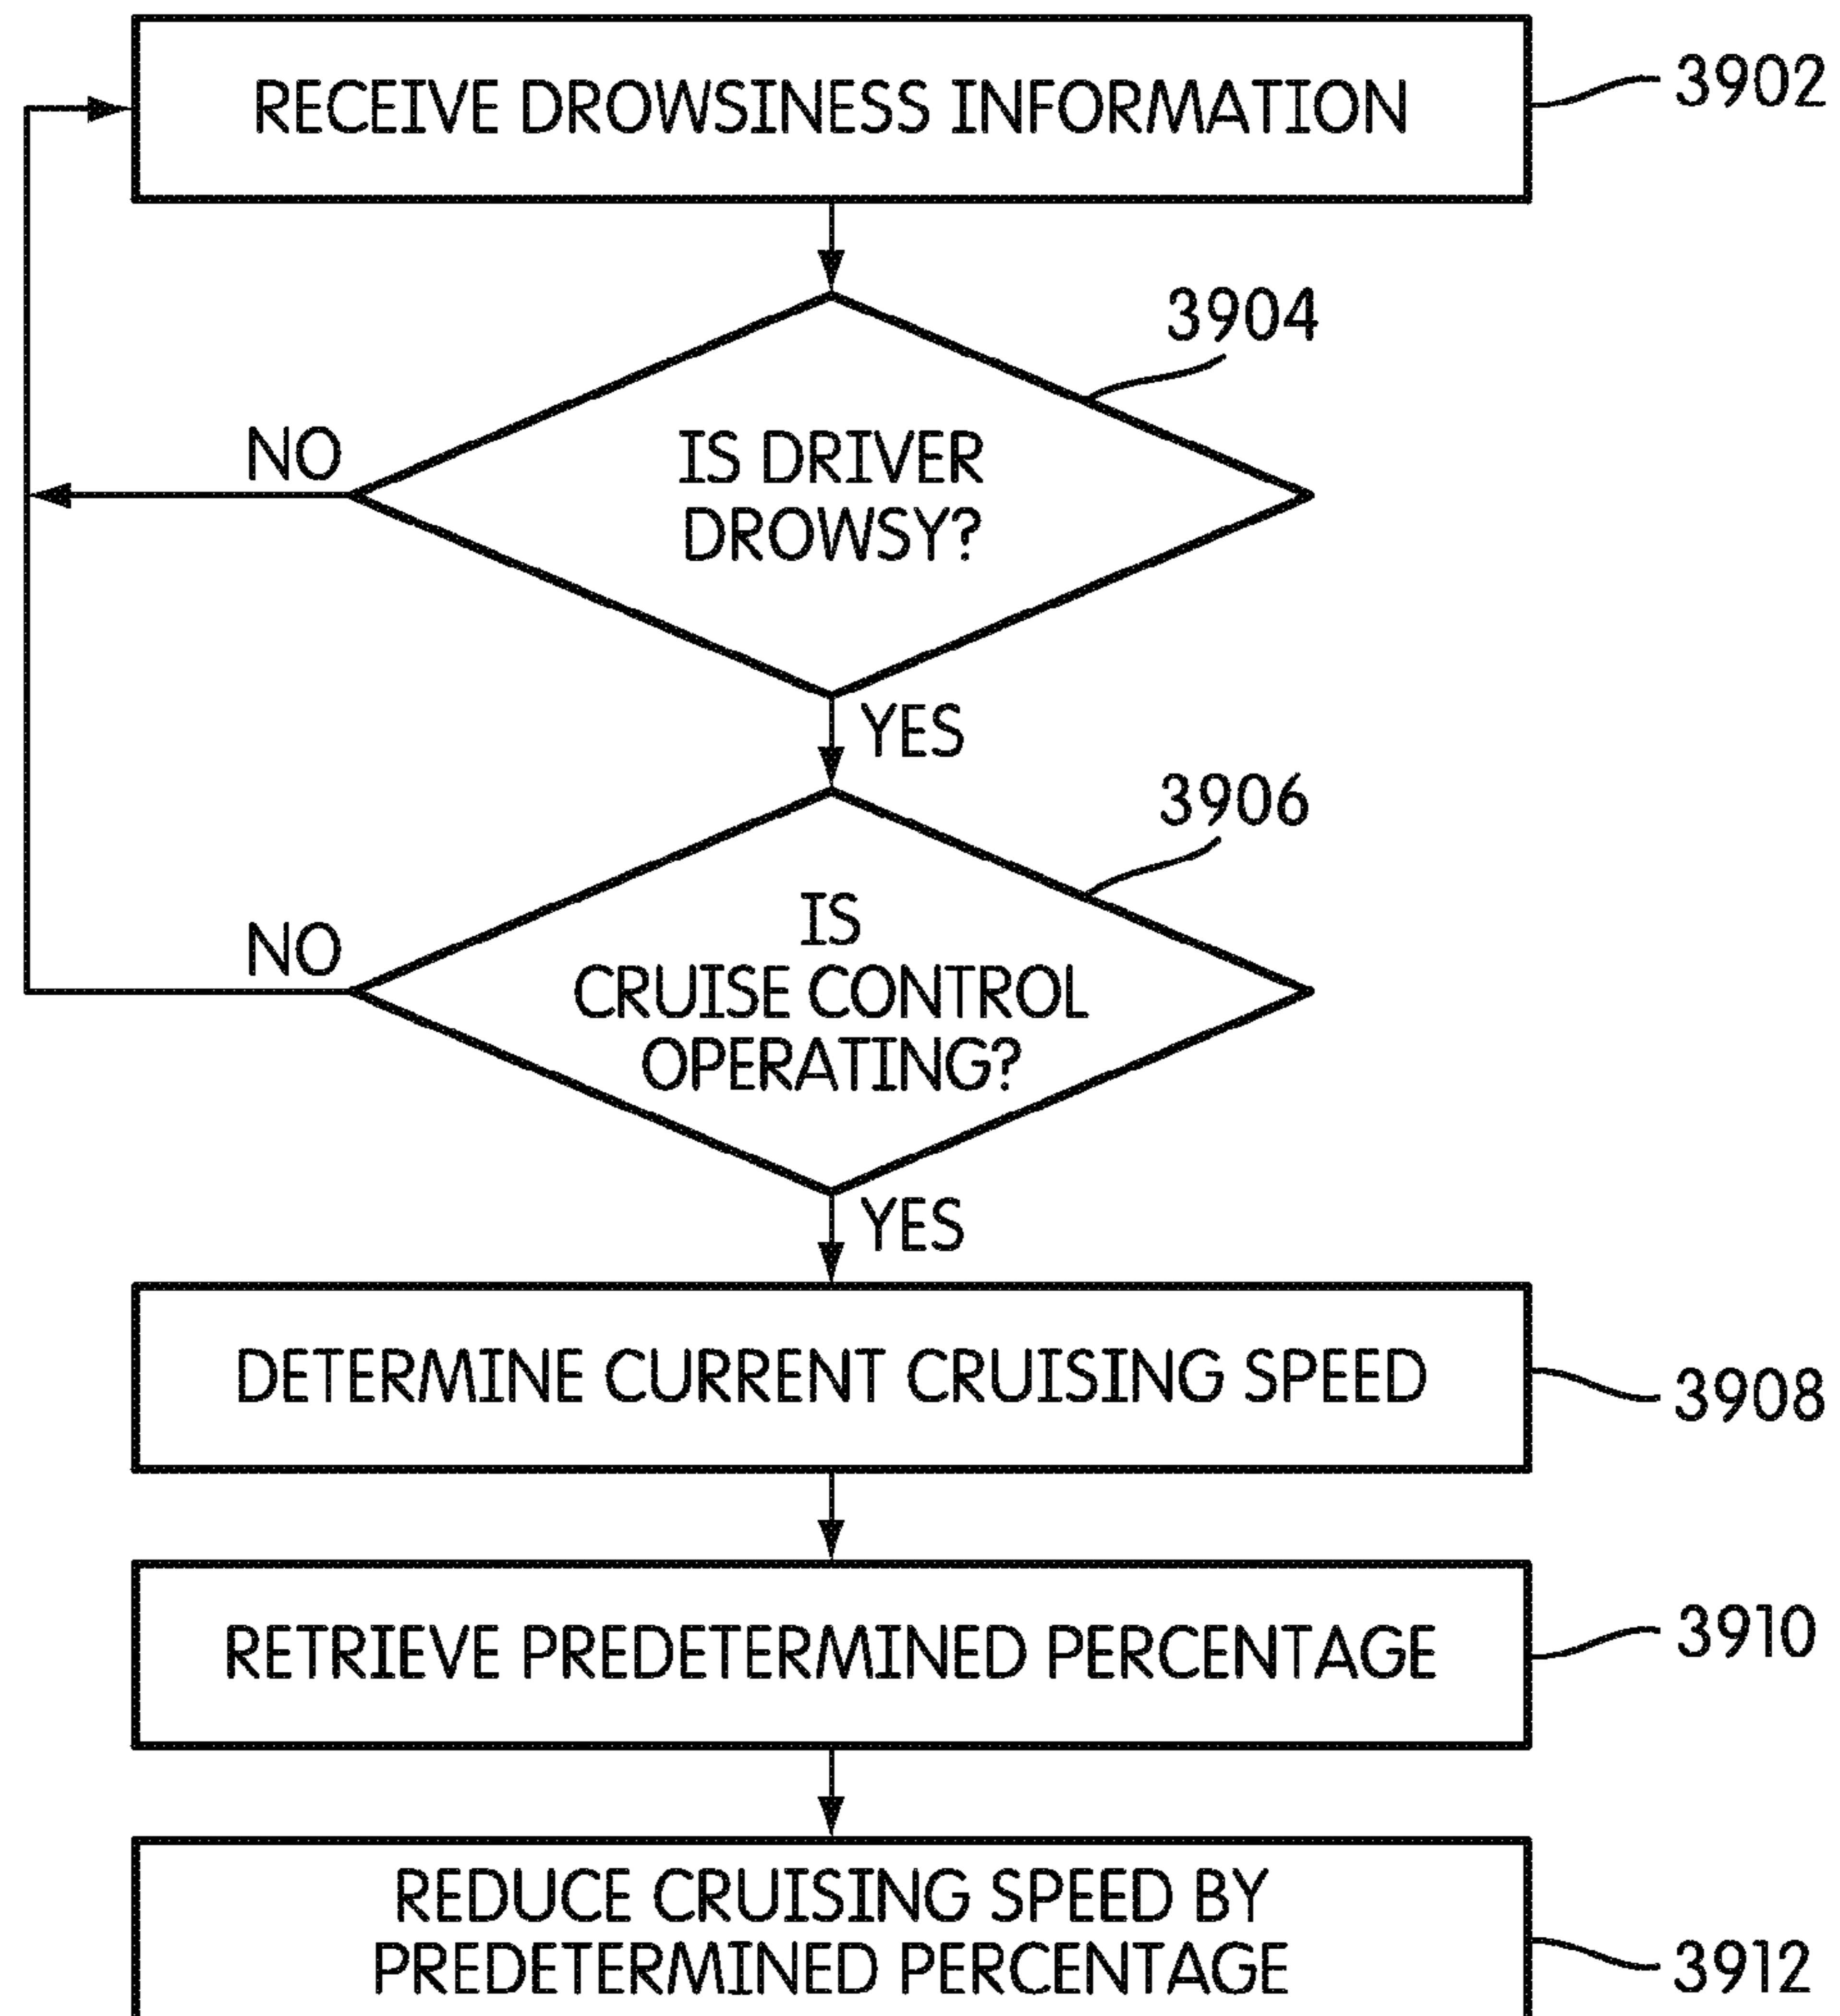 RECEIVE DROWSINESS INFORMATION
3902
3904
IS DRIVER
DROWSY?
NO
YES
3906
IS
CRUISE CONTROL
OPERATING?
NO
YES
DETERMINE CURRENT CRUISING SPEED
3908
RETRIEVE PREDETERMINED PERCENTAGE
3910
REDUCE CRUISING SPEED BY
PREDETERMINED PERCENTAGE
3912